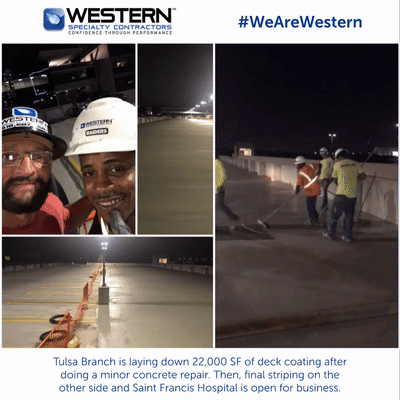 WESTERN™
SPECIALTY CONTRACTORS
CONFIDENCE THROUGH PERFORMANCE
#WeAreWestern
WESTERN
RAIDERS
Tulsa Branch is laying down 22,000 SF of deck coating after
doing a minor concrete repair. Then, final striping on the
other side and Saint Francis Hospital is open for business.